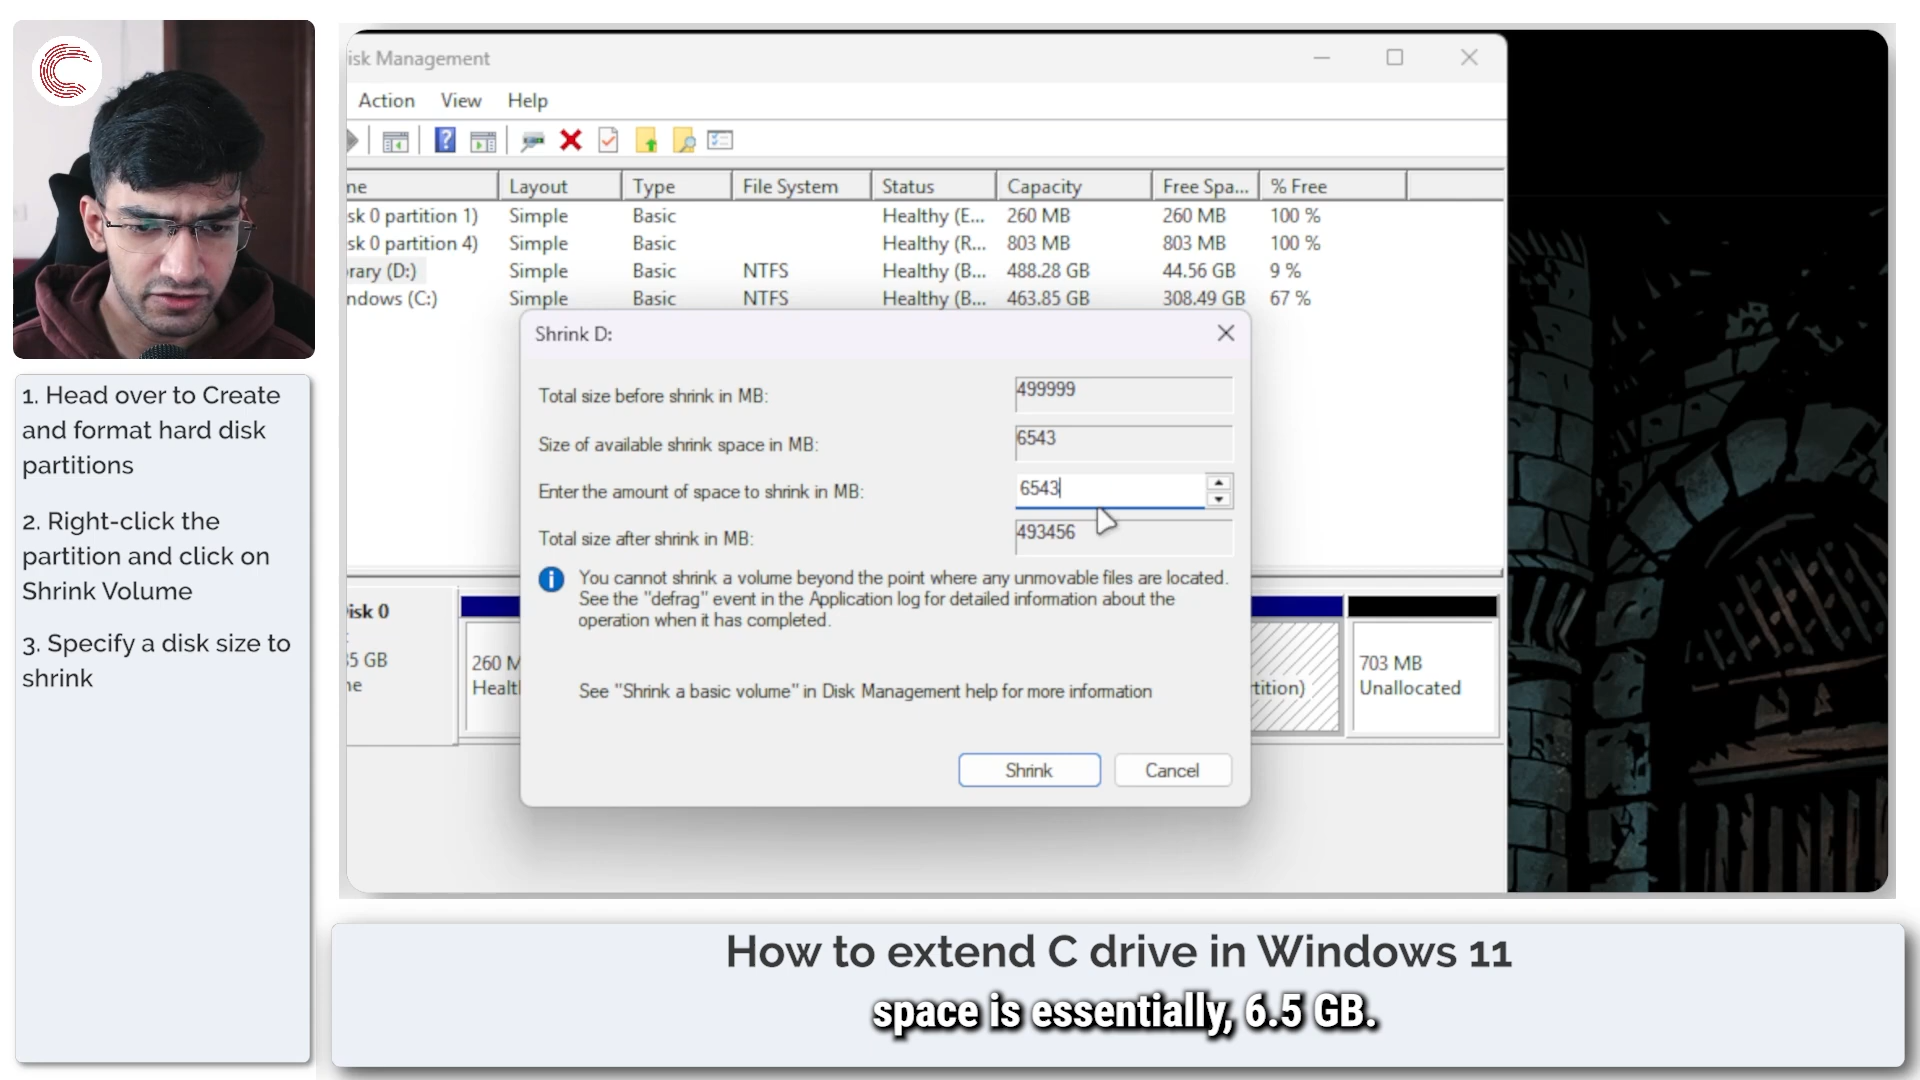 1. Head over to Create
and format hard disk
partitions
2. Right-click the
partition and click on
Shrink Volume
3. Specify a disk size to
shrink
isk Management
Action View Help
ne Layout Type File System Status Capacity Free Spa... % Free
sk 0 partition 1) Simple Basic Healthy (E... 260 MB 260 MB 100 %
sk 0 partition 4) Simple Basic Healthy (R... 803 MB 803 MB 100 %
rary (D:) Simple Basic NTFS Healthy (B... 488.28 GB 44.56 GB 9 %
ndows (C:) Simple Basic NTFS Healthy (B... 463.85 GB 308.49 GB 67 %
Shrink D:
Total size before shrink in MB: 499999
Size of available shrink space in MB: 6543
Enter the amount of space to shrink in MB: 6543
Total size after shrink in MB: 493456
You cannot shrink a volume beyond the point where any unmovable files are located.
See the "defrag" event in the Application log for detailed information about the
operation when it has completed.
See "Shrink a basic volume" in Disk Management help for more information
Shrink Cancel
isk 0
35 GB
ne
260 M
Healt
tition)
703 MB
Unallocated
How to extend C drive in Windows 11
space is essentially, 6.5 GB.